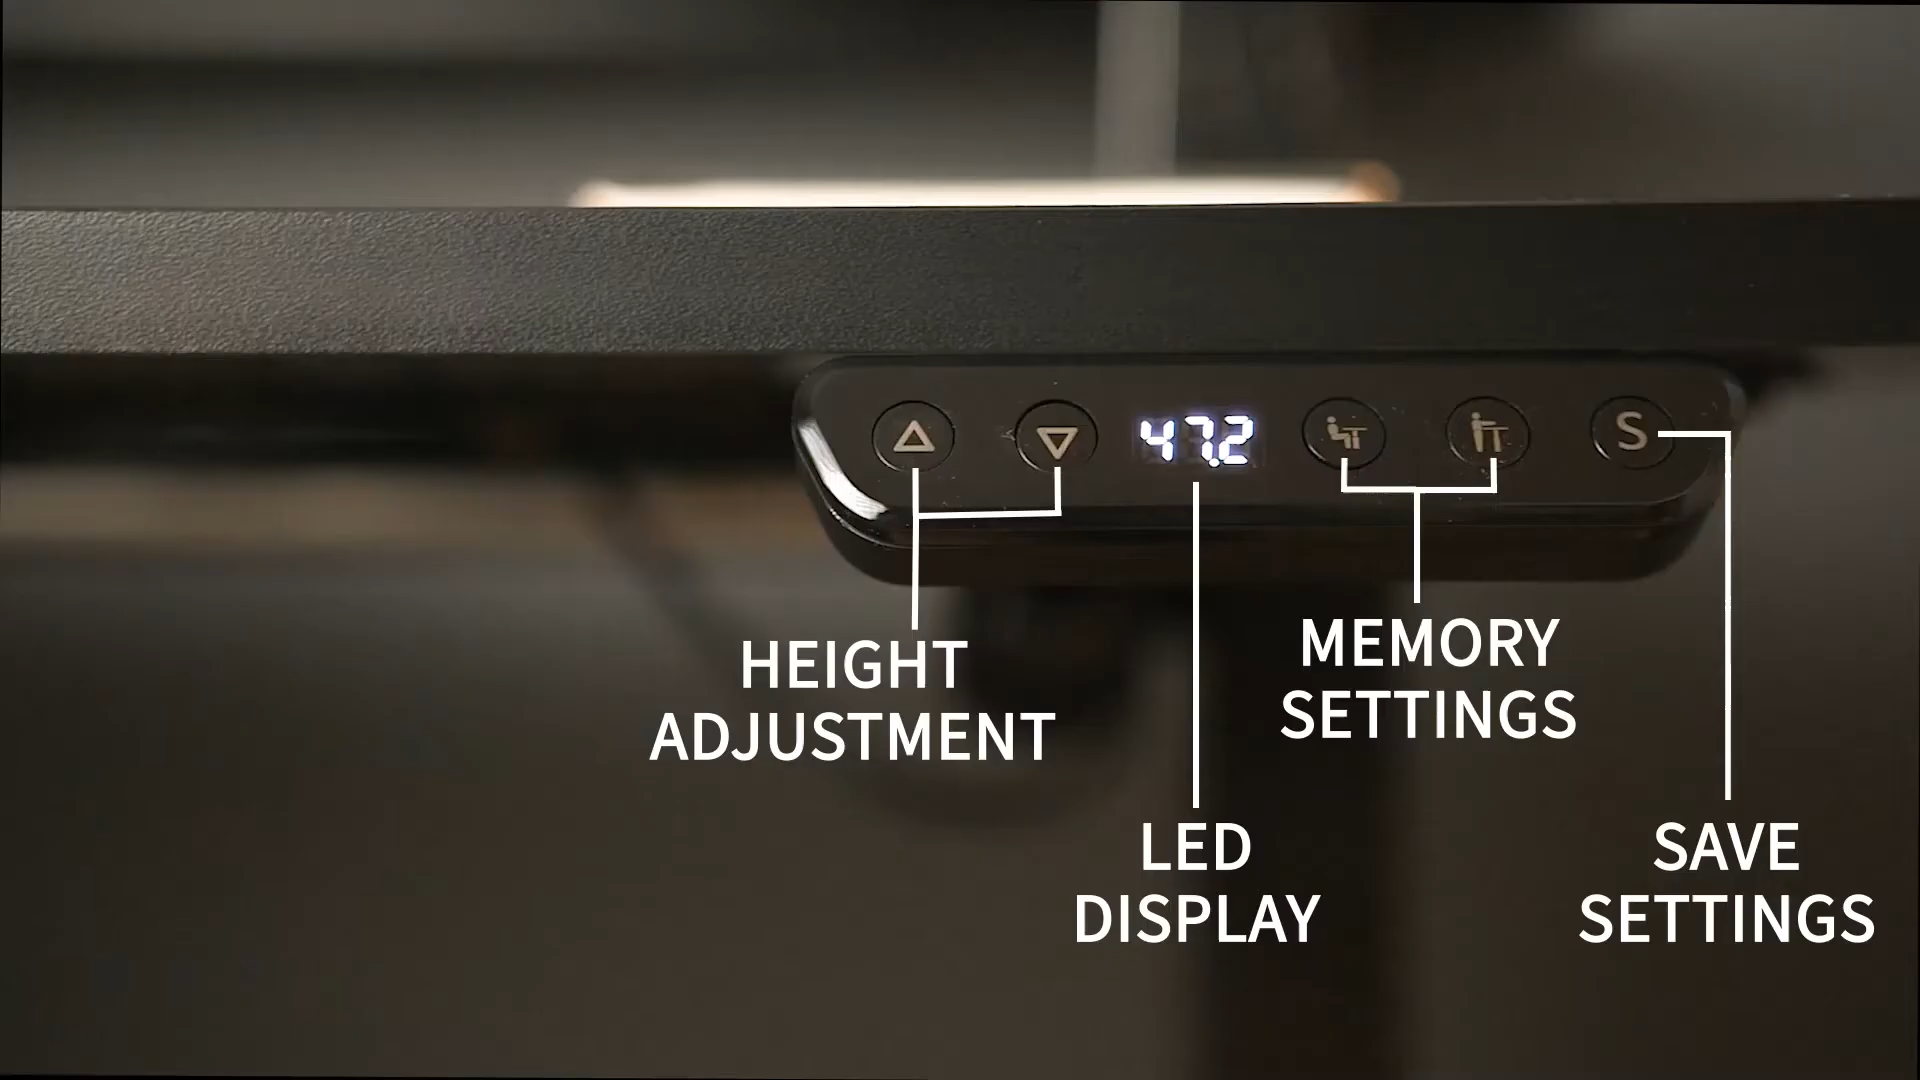 47.2
S
HEIGHT
ADJUSTMENT
MEMORY
SETTINGS
LED
DISPLAY
SAVE
SETTINGS